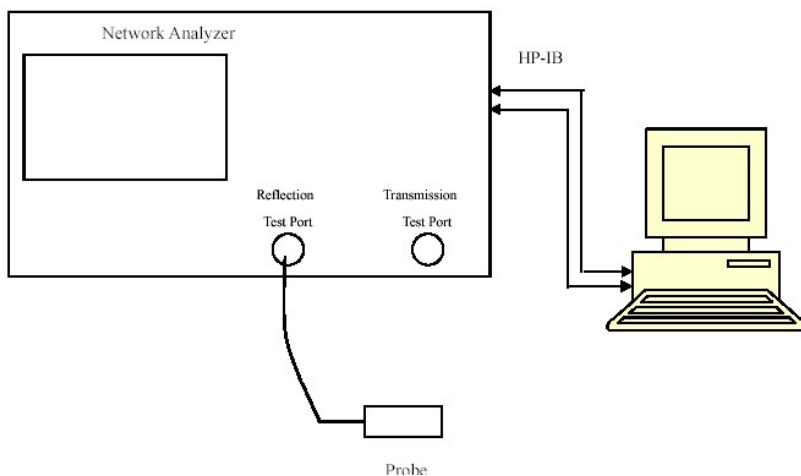 Network Analyzer
HP-IB
Reflection
Test Port
Transmission
Test Port
Probe